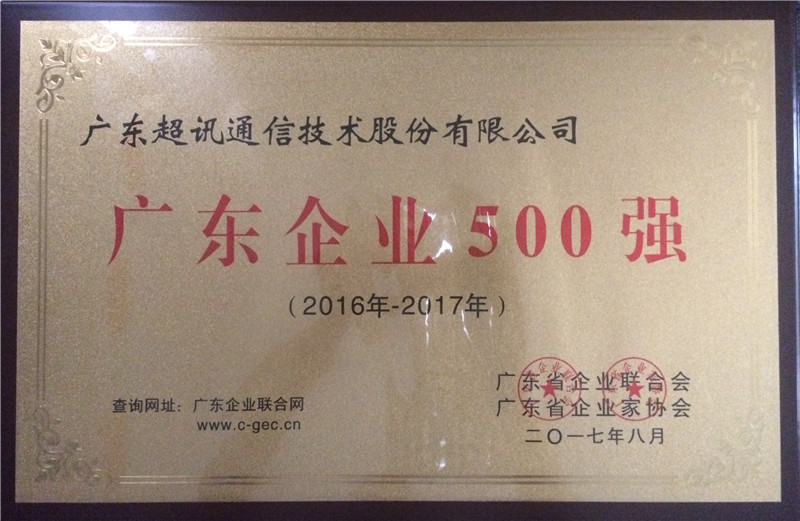 广东超讯通信技术股份有限公司
广东企业500强
（2016年-2017年）
查询网址：广东企业联合网
www.c-gec.cn
广东省企业联合会
广东省企业家协会
二〇一七年八月